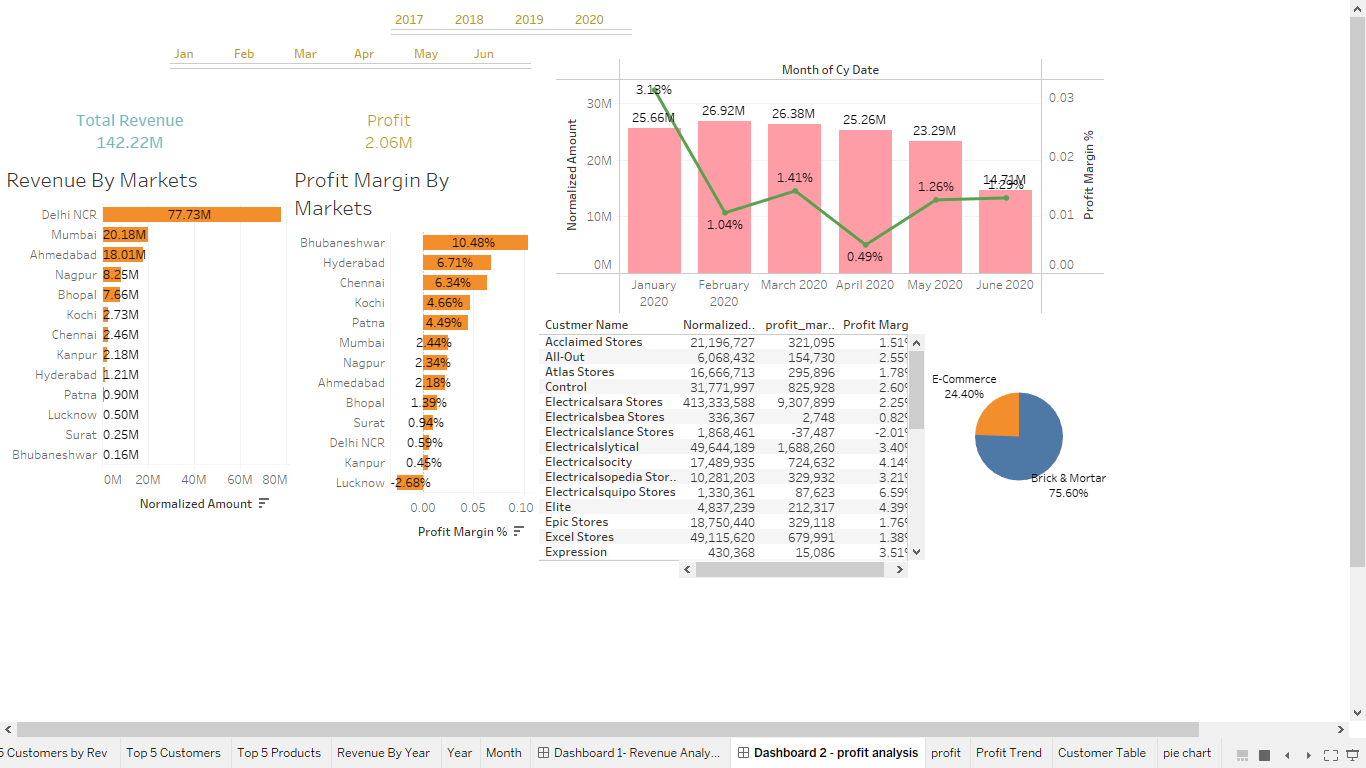 2017 2018 2019 2020
Jan Feb Mar Apr May Jun
Total Revenue
142.22M
Profit
2.06M
Revenue By Markets
Delhi NCR 77.73M
Mumbai 20.18M
Ahmedabad 18.01M
Nagpur 8.25M
Bhopal 7.66M
Kochi 2.73M
Chennai 2.46M
Kanpur 2.18M
Hyderabad 1.21M
Patna 0.90M
Lucknow 0.50M
Surat 0.25M
Bhubaneshwar 0.16M
0M 20M 40M 60M 80M
Normalized Amount
Profit Margin By
Markets
Bhubaneshwar 10.48%
Hyderabad 6.71%
Chennai 6.34%
Kochi 4.66%
Patna 4.49%
Mumbai 2.44%
Nagpur 2.34%
Ahmedabad 2.18%
Bhopal 1.39%
Surat 0.94%
Delhi NCR 0.59%
Kanpur 0.45%
Lucknow -2.68%
0.00 0.05 0.10
Profit Margin %
Month of Cy Date
Normalized Amount
30M
20M
10M
0M
3.13%
25.66M 26.92M 26.38M 25.26M 23.29M 14.71M
1.04% 1.41% 0.49% 1.26% 1.29%
0.03
0.02
0.01
0.00
Profit Margin %
January
2020
February
2020
March 2020 April 2020 May 2020 June 2020
Custmer Name Normalized.. profit_mar.. Profit Marg
Acclaimed Stores 21,196,727 321,095 1.51%
All-Out 6,068,432 154,730 2.55%
Atlas Stores 16,666,713 295,896 1.78%
Control 31,771,997 825,928 2.60%
Electricalsara Stores 413,333,588 9,307,899 2.25%
Electricalsbea Stores 336,367 2,748 0.82%
Electricalslance Stores 1,868,461 -37,487 -2.01%
Electricalslytical 49,644,189 1,688,260 3.40%
Electricalsocity 17,489,935 724,632 4.14%
Electricalsopedia Stor.. 10,281,203 329,932 3.21%
Electricalsquipo Stores 1,330,361 87,623 6.59%
Elite 4,837,239 212,317 4.39%
Epic Stores 18,750,440 329,118 1.76%
Excel Stores 49,115,620 679,991 1.38%
Expression 430,368 15,086 3.51%
E-Commerce
24.40%
Brick & Mortar
75.60%
5 Customers by Rev Top 5 Customers Top 5 Products Revenue By Year Year Month Dashboard 1- Revenue Analy... Dashboard 2 - profit analysis profit Profit Trend Customer Table pie chart